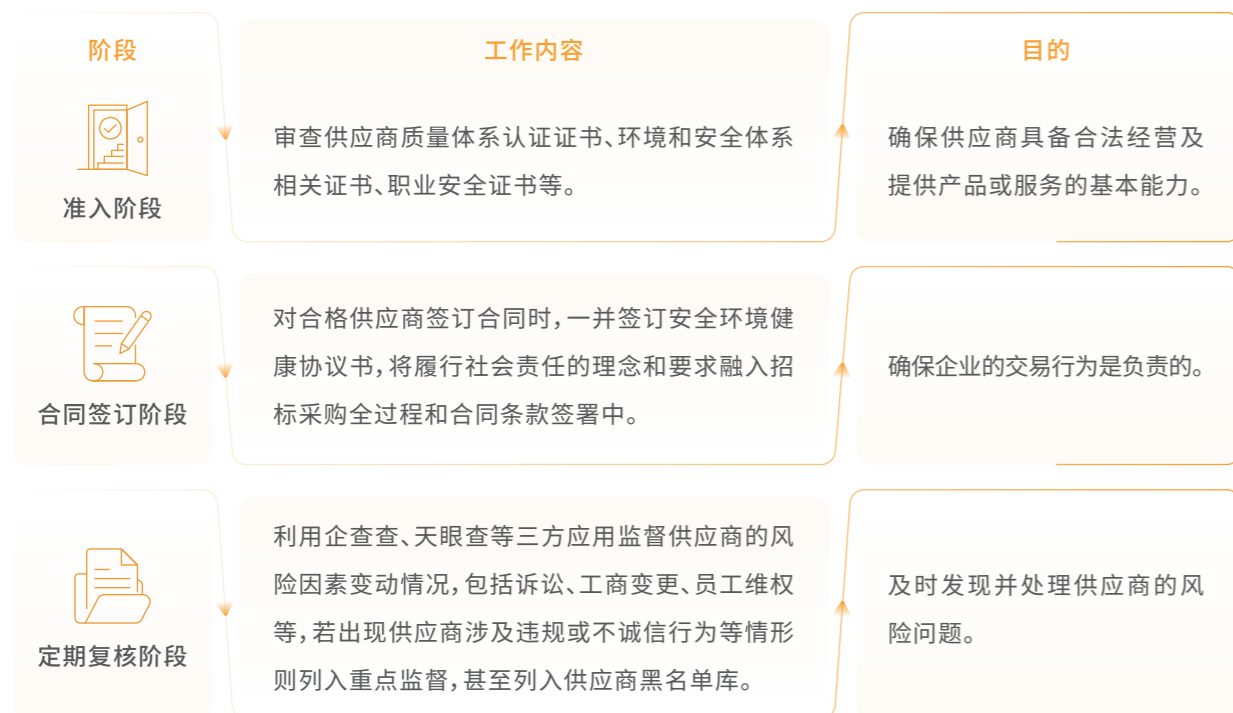 阶段
工作内容
目的
准入阶段
审查供应商质量体系认证证书、环境和安全体系
相关证书、职业安全证书等。
确保供应商具备合法经营及
提供产品或服务的基本能力。
合同签订阶段
对合格供应商签订合同时，一并签订安全环境健
康协议书，将履行社会责任的理念和要求融入招
标采购全过程和合同条款签署中。
确保企业的交易行为是负责的。
定期复核阶段
利用企查查、天眼查等三方应用监督供应商的风
险因素变动情况，包括诉讼、工商变更、员工维权
等，若出现供应商涉及违规或不诚信行为等情形
则列入重点监督，甚至列入供应商黑名单库。
及时发现并处理供应商的风
险问题。